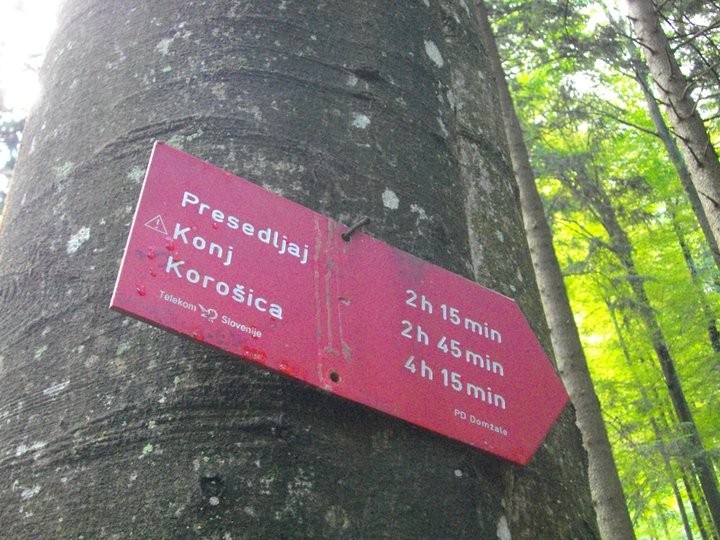 Presedljaj 2h 15min
Konj 2h 45min
Korošica 4h 15min
Telekom Slovenije
PD Domžale